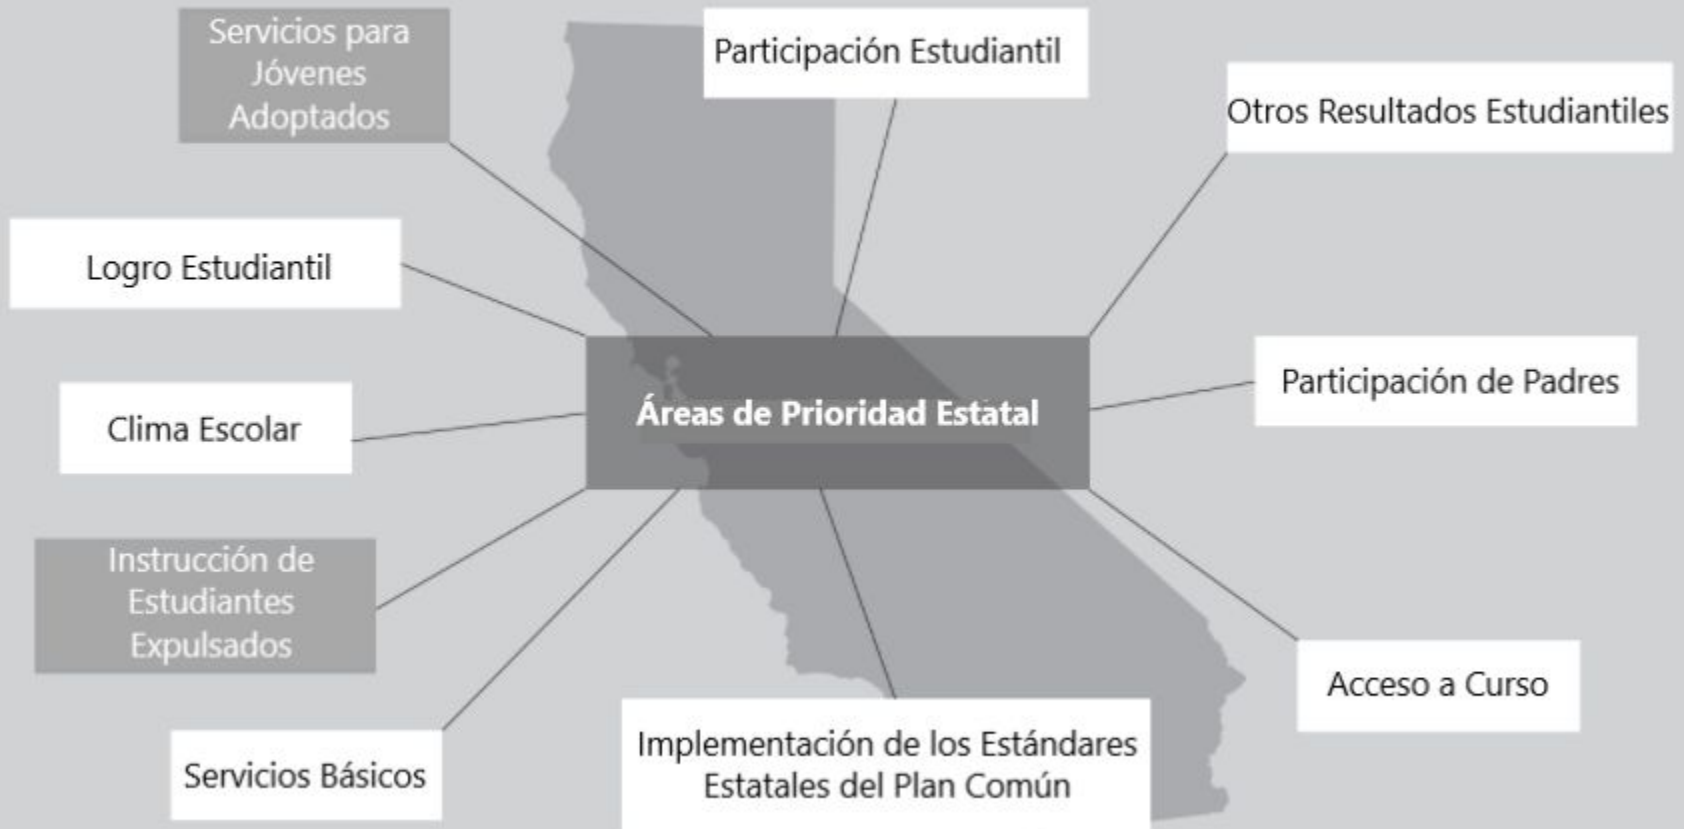 Servicios para
Jóvenes
Adoptados
Participación Estudiantil
Otros Resultados Estudiantiles
Logro Estudiantil
Participación de Padres
Áreas de Prioridad Estatal
Clima Escolar
Instrucción de
Estudiantes
Expulsados
Acceso a Curso
Servicios Básicos
Implementación de los Estándares
Estatales del Plan Común